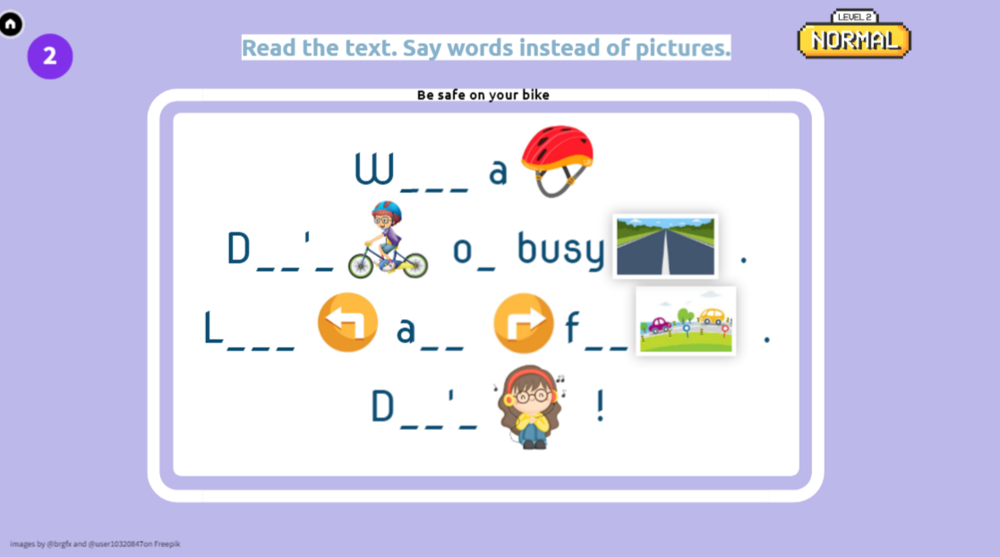 LEVEL 2
NORMAL
2
Read the text. Say words instead of pictures.
Be safe on your bike
W___ a
D__'_ o_ busy .
L___ a__ f__ .
D__'_ !
images by @brgfx and @user10320847on Freepik